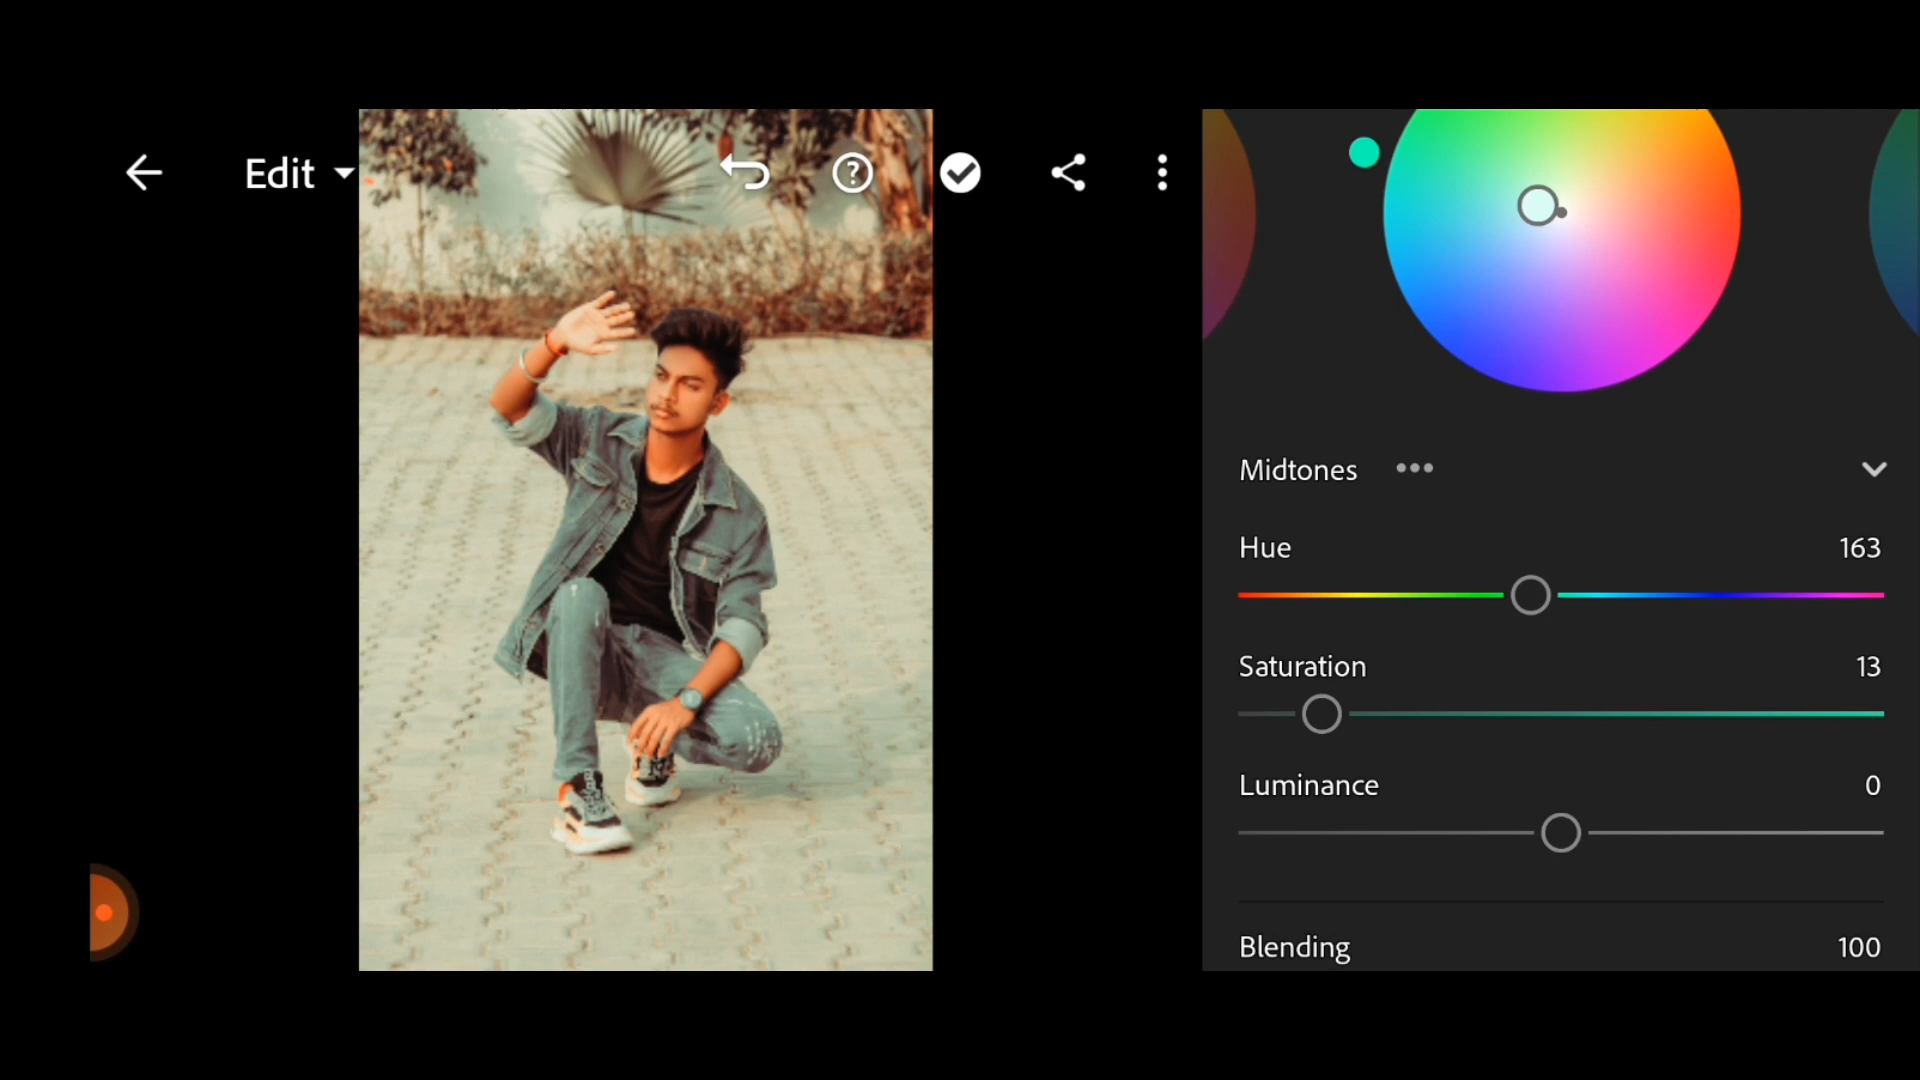 Edit
?
Midtones
Hue 163
Saturation 13
Luminance 0
Blending 100